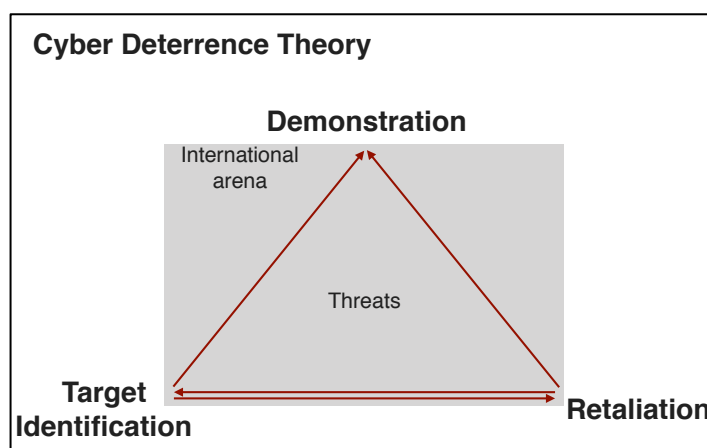 Cyber Deterrence Theory
Demonstration
International
arena
Threats
Target
Identification
Retaliation